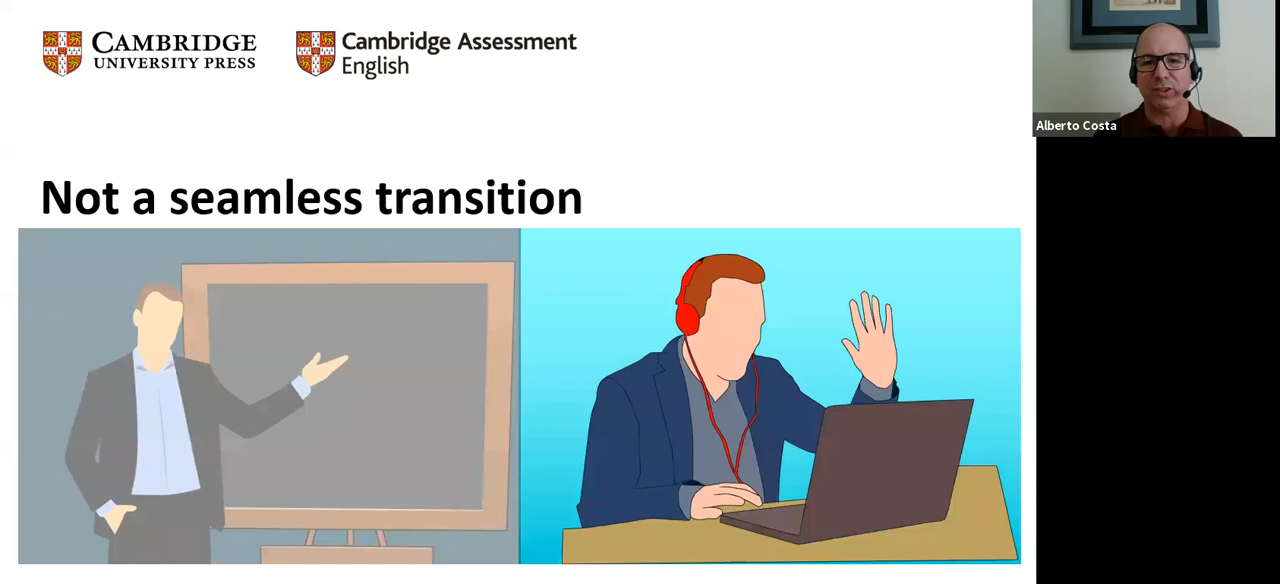 CAMBRIDGE
UNIVERSITY PRESS
Cambridge Assessment
English
Alberto Costa
Not a seamless transition